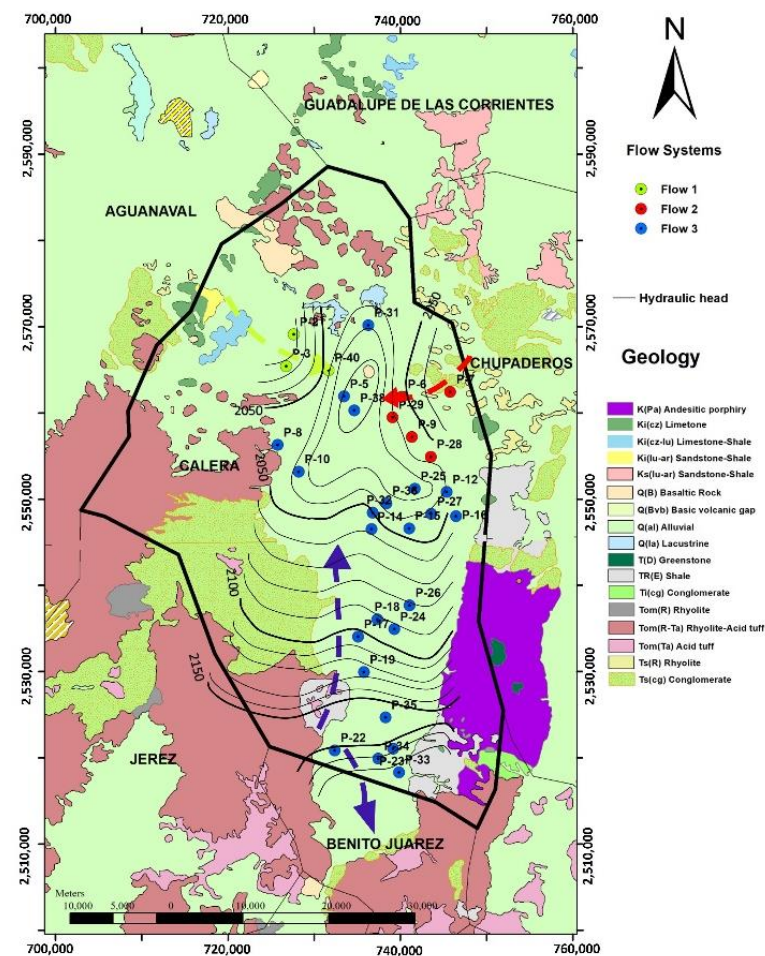 700,000 720,000 740,000 760,000
N
GUADALUPE DE LAS CORRIENTES
2,590,000 2,590,000
Flow Systems
Flow 1
Flow 2
Flow 3
AGUANAVAL
Hydraulic head
2,570,000 2,570,000
P-31
P-2
P-3
P-40
CHUPADEROS
Geology
P-5
P-38
P-6
P-29
P-9
P-28
2050
P-8
CALERA
2050
P-10
P-25
P-12
P-36
P-27
P-32
P-14
P-15
P-16
2,550,000 2,550,000
K(Pa) Andesitic porphiry
Ki(cz) Limetone
Ki(cz-lu) Limestone-Shale
Ki(lu-ar) Sandstone-Shale
Ks(lu-ar) Sandstone-Shale
Q(B) Basaltic Rock
Q(Bvb) Basic volcanic gap
Q(al) Alluvial
Q(la) Lacustrine
T(D) Greenstone
TR(E) Shale
Ti(cg) Conglomerate
Tom(R) Rhyolite
Tom(R-Ta) Rhyolite-Acid tuff
Tom(Ta) Acid tuff
Ts(R) Rhyolite
Ts(cg) Conglomerate
2100
P-26
P-18
P-24
P-17
2150
P-19
2,530,000 2,530,000
P-35
P-22
P-34
P-23
P-33
JEREZ
BENITO JUAREZ
2,510,000 2,510,000
Meters
10,000 5,000 0 10,000 20,000 30,000
700,000 720,000 740,000 760,000